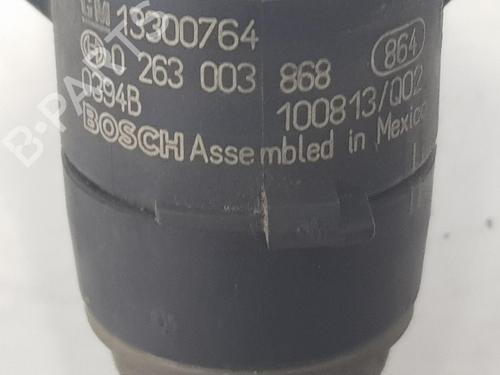 GM 13300764
0 263 003 868 864
0394B 100813/Q02
BOSCH Assembled in Mexico
B-PARTS